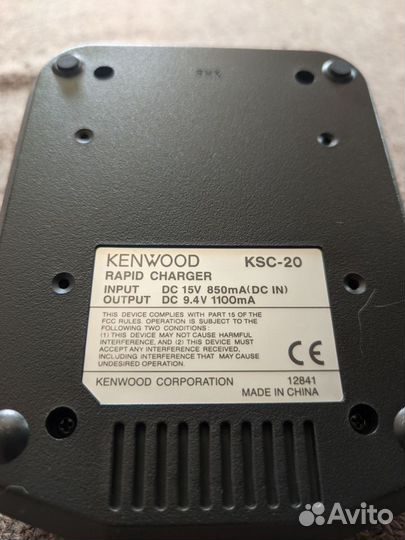 KENWOOD KSC-20
RAPID CHARGER
INPUT DC 15V 850mA(DC IN)
OUTPUT DC 9.4V 1100mA
THIS DEVICE COMPLIES WITH PART 15 OF THE
FCC RULES. OPERATION IS SUBJECT TO THE
FOLLOWING TWO CONDITIONS:
(1) THIS DEVICE MAY NOT CAUSE HARMFUL
INTERFERENCE, AND (2) THIS DEVICE MUST
ACCEPT ANY INTERFERENCE RECEIVED,
INCLUDING INTERFERENCE THAT MAY CAUSE
UNDESIRED OPERATION.
CE
KENWOOD CORPORATION 12841
MADE IN CHINA
Avito